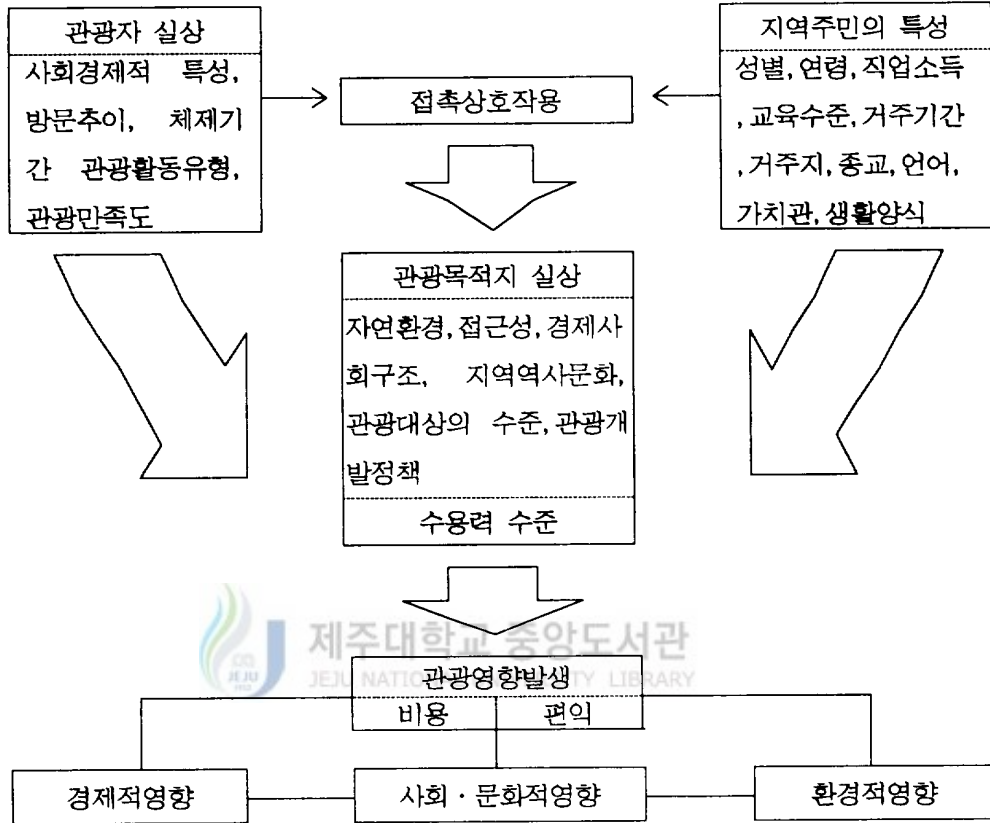 관광자 실상
사회경제적 특성,
방문추이, 체제기
간 관광활동유형,
관광만족도
접촉상호작용
지역주민의 특성
성별, 연령, 직업소득
, 교육수준, 거주기간
, 거주지, 종교, 언어,
가치관, 생활양식
관광목적지 실상
자연환경, 접근성, 경제사
회구조, 지역역사문화,
관광대상의 수준, 관광개
발정책
수용력 수준
제주대학교 중앙도서관
JEJU NATIO TY LIBRARY
JEJU
1952
관광영향발생
비용 편익
경제적영향
사회·문화적영향
환경적영향